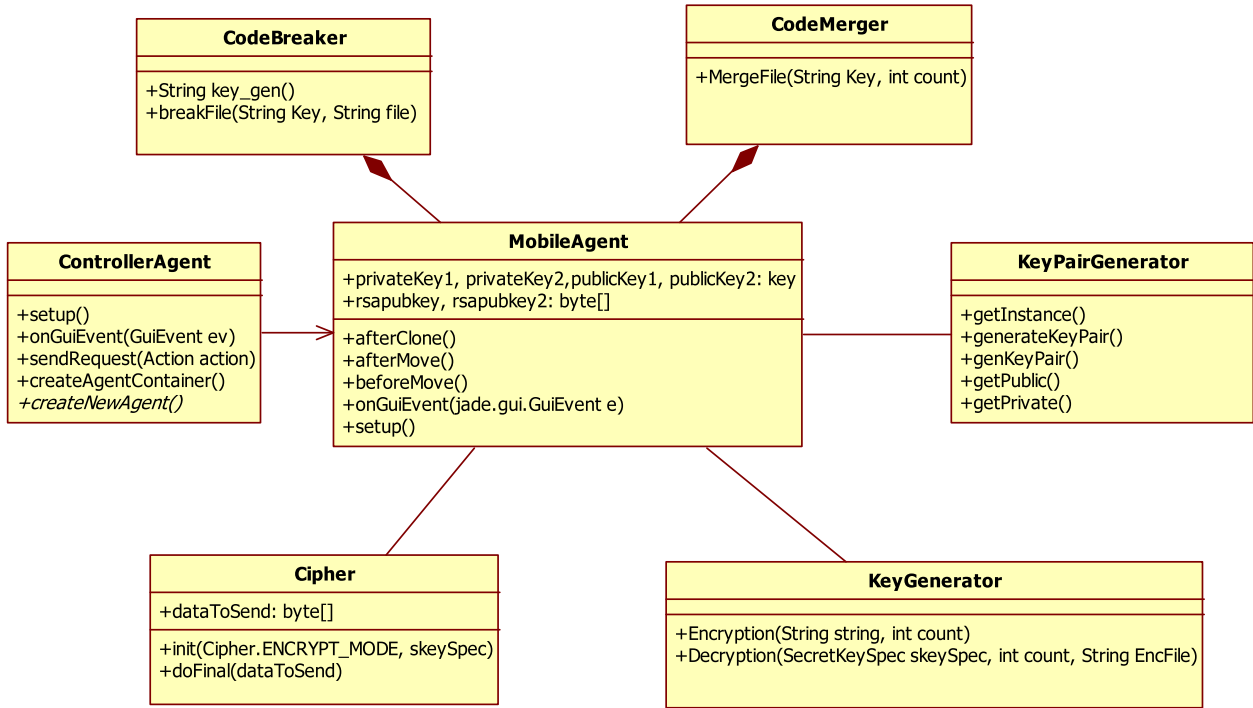 CodeBreaker
+String key_gen()
+breakFile(String Key, String file)
CodeMerger
+MergeFile(String Key, int count)
ControllerAgent
+setup()
+onGuiEvent(GuiEvent ev)
+sendRequest(Action action)
+createAgentContainer()
+createNewAgent()
MobileAgent
+privateKey1, privateKey2,publicKey1, publicKey2: key
+rsapubkey, rsapubkey2: byte[]
+afterClone()
+afterMove()
+beforeMove()
+onGuiEvent(jade.gui.GuiEvent e)
+setup()
KeyPairGenerator
+getInstance()
+generateKeyPair()
+genKeyPair()
+getPublic()
+getPrivate()
Cipher
+dataToSend: byte[]
+init(Cipher.ENCRYPT_MODE, skeySpec)
+doFinal(dataToSend)
KeyGenerator
+Encryption(String string, int count)
+Decryption(SecretKeySpec skeySpec, int count, String EncFile)